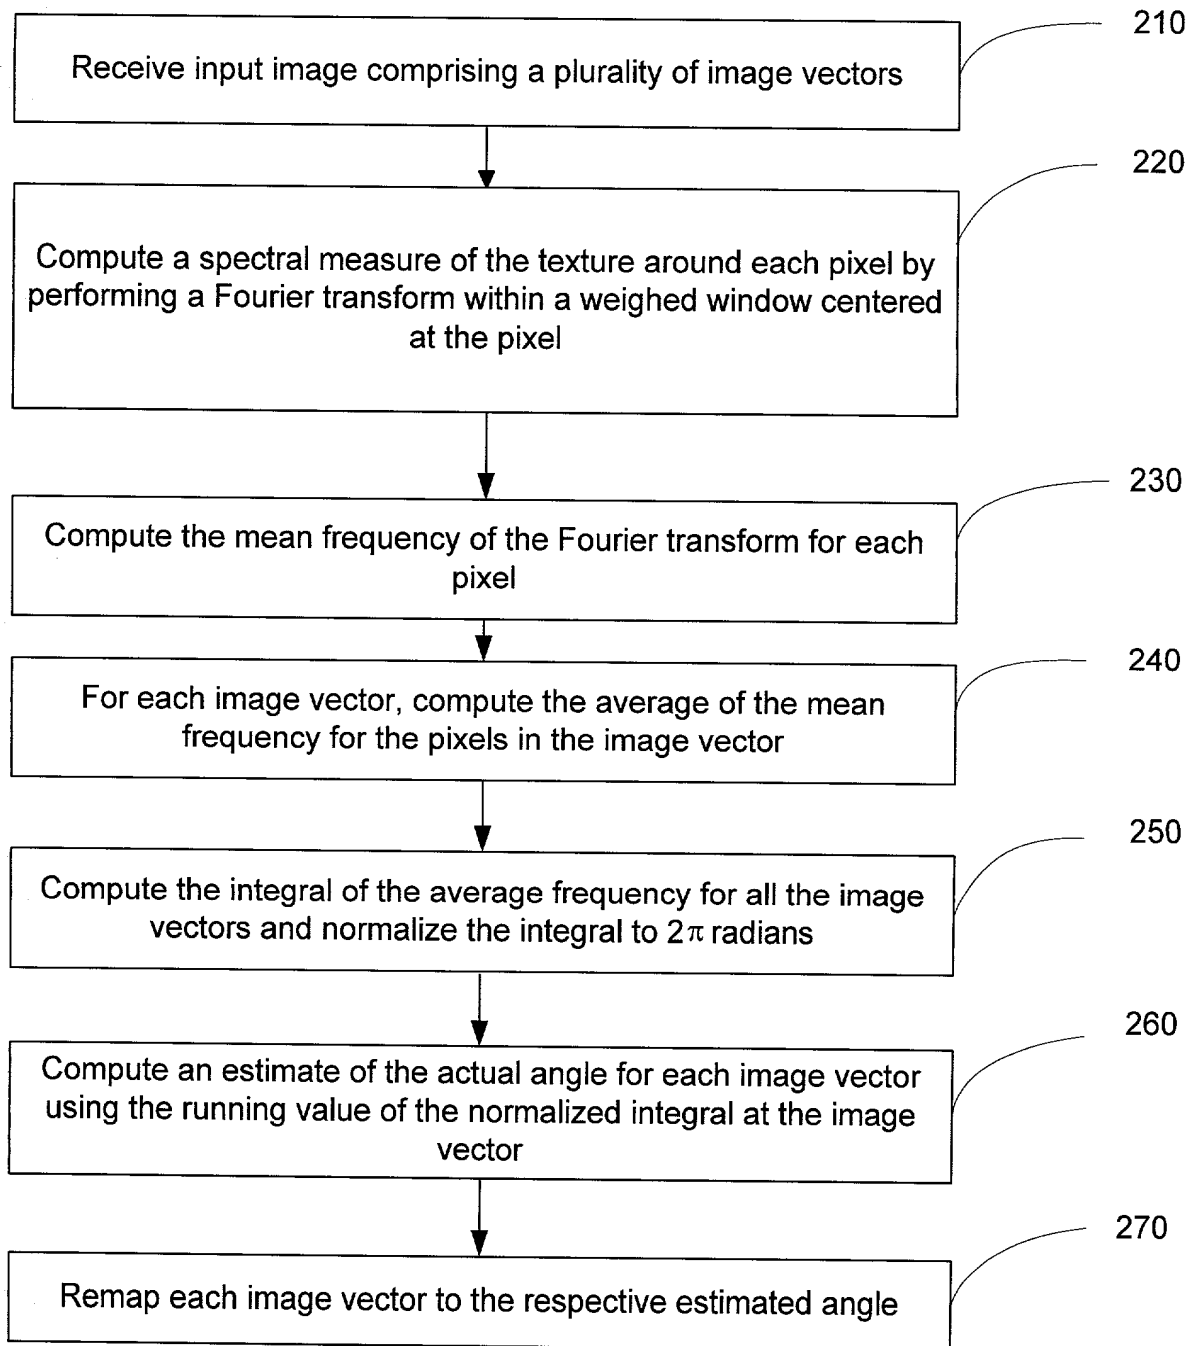 210
Receive input image comprising a plurality of image vectors
220
Compute a spectral measure of the texture around each pixel by
performing a Fourier transform within a weighed window centered
at the pixel
230
Compute the mean frequency of the Fourier transform for each
pixel
240
For each image vector, compute the average of the mean
frequency for the pixels in the image vector
250
Compute the integral of the average frequency for all the image
vectors and normalize the integral to 2π radians
260
Compute an estimate of the actual angle for each image vector
using the running value of the normalized integral at the image
vector
270
Remap each image vector to the respective estimated angle